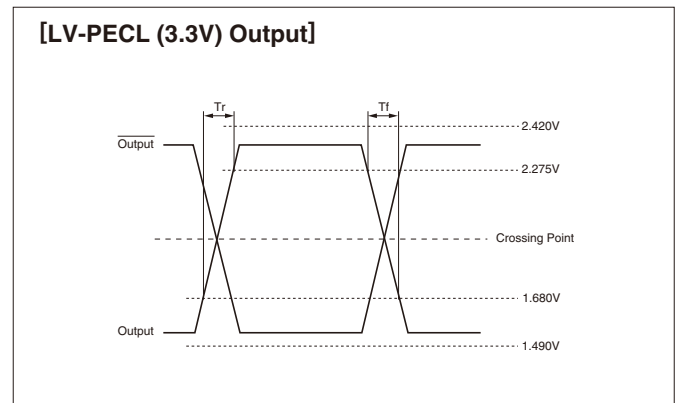 [LV-PECL (3.3V) Output]
Tr
Tf
2.420V
Output
2.275V
Crossing Point
1.680V
Output
1.490V